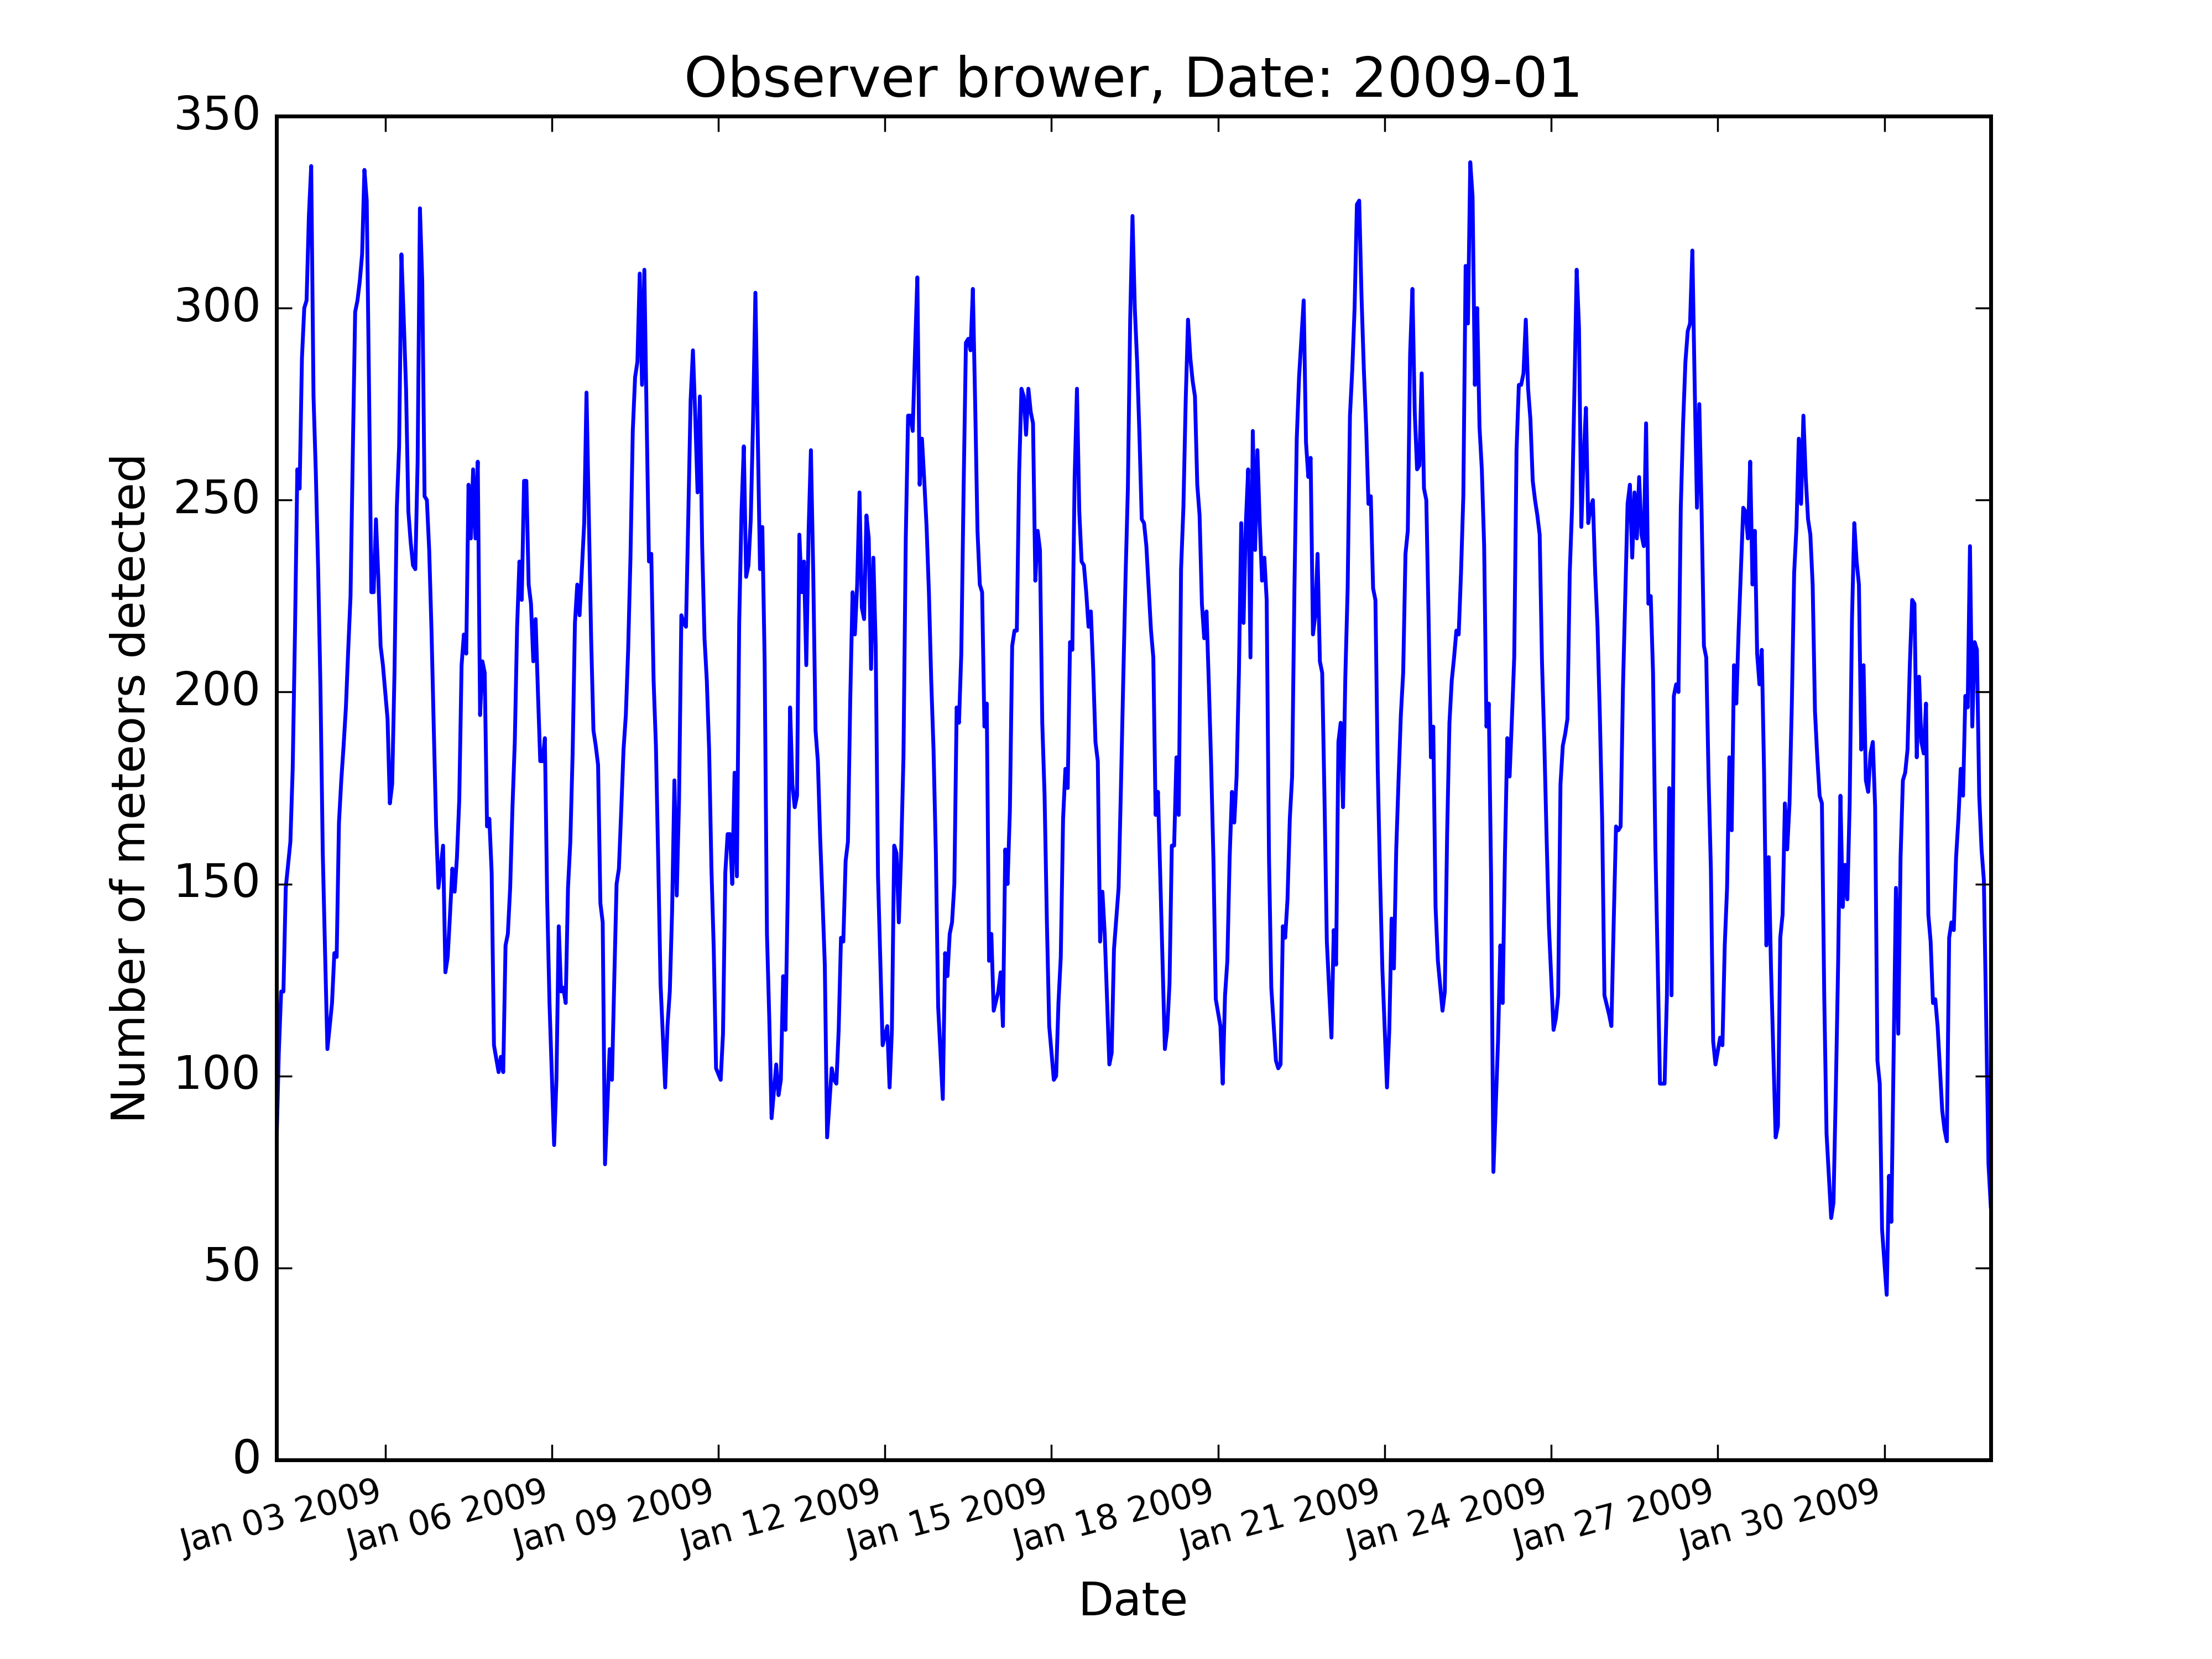 Observer brower, Date: 2009-01
350
300
250
200
150
100
50
0
Number of meteors detected
Jan 03 2009
Jan 06 2009
Jan 09 2009
Jan 12 2009
Jan 15 2009
Jan 18 2009
Jan 21 2009
Jan 24 2009
Jan 27 2009
Jan 30 2009
Date